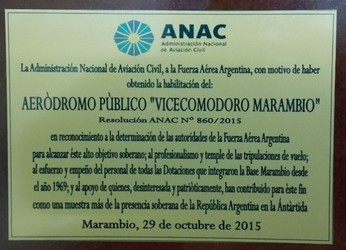 ANAC
Administración Nacional
de Aviación Civil
La Administración Nacional de Aviación Civil, a la Fuerza Aérea Argentina, con motivo de haber
obtenido la habilitación del:
AERÒDROMO PÙBLICO "VICECOMODORO MARAMBIO"
Resolución ANAC Nº 860/2015
en reconocimiento a la determinación de las autoridades de la Fuerza Aérea Argentina
para alcanzar éste alto objetivo soberano; al profesionalismo y temple de las tripulaciones de vuelo;
al esfuerzo y empeño del personal de todas las Dotaciones que integraron la Base Marambio desde
el año 1969; y al apoyo de quienes, desinteresada y patrióticamente, han contribuido para éste fin
como una muestra más de la presencia soberana de la República Argentina en la Antártida
Marambio, 29 de octubre de 2015